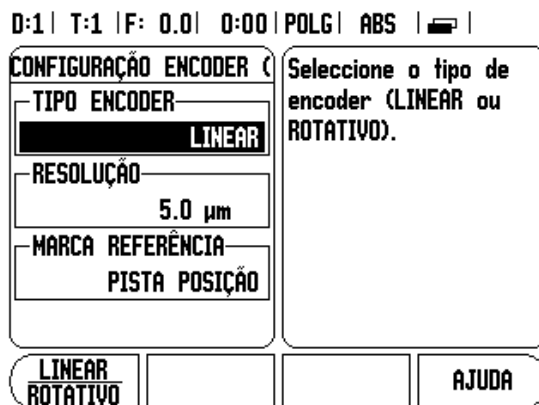 D:1| T:1 |F: 0.0| 0:00|POLG| ABS | |
CONFIGURAÇÃO ENCODER (
TIPO ENCODER
LINEAR
RESOLUÇÃO
5.0 µm
MARCA REFERÊNCIA
PISTA POSIÇÃO
Seleccione o tipo de
encoder (LINEAR ou
ROTATIVO).
LINEAR
ROTATIVO
AJUDA